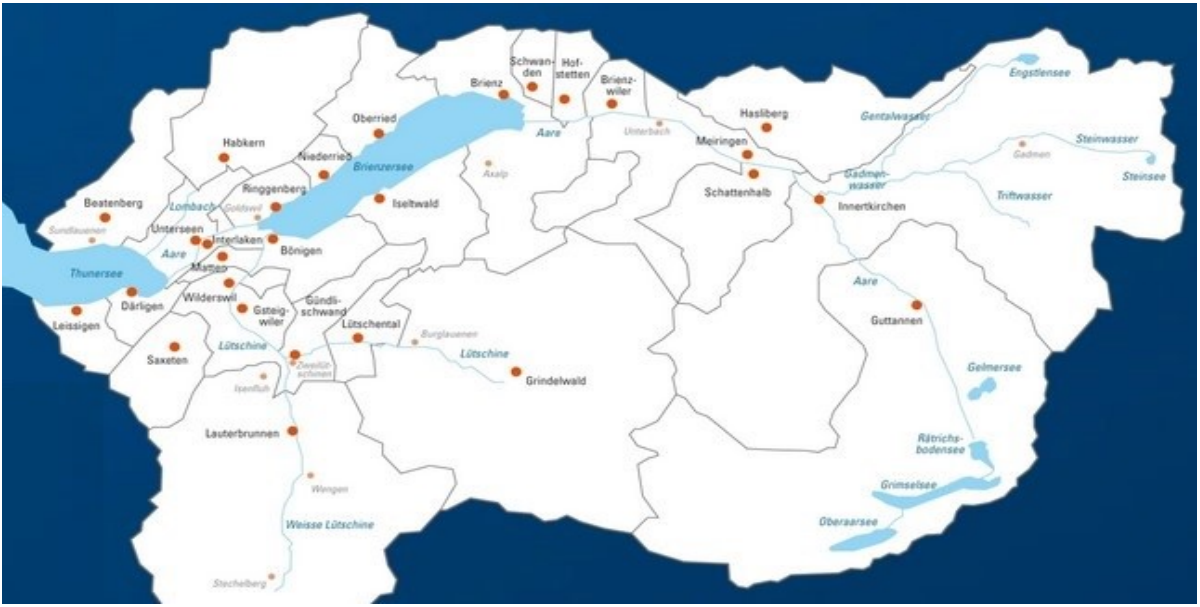 Schwan-
den
Hof-
stetten
Brienz-
wiler
Brienz
Engstlensee
Oberried
Aare
Unterbach
Hasliberg
Gentalwasser
Meiringen
Steinwasser
Gadmen
Habkern
Niederried
Brienzersee
Axalp
Steinsee
Gadmen-
wasser
Schattenhalb
Triftwasser
Ringgenberg
Beatenberg
Lombach
Goldswil
Iseltwald
Innertkirchen
Sundlauenen
Unterseen
Interlaken
Bönigen
Aare
Matten
Thunersee
Aare
Därligen
Wilderswil
Gsteig-
wiler
Gündli-
schwand
Lütschental
Leissigen
Guttannen
Burglauenen
Lütschine
Saxeten
Lütschine
Zweilüt-
schinen
Isenfluh
Grindelwald
Gelmersee
Lauterbrunnen
Rätrichs-
bodensee
Wengen
Grimselsee
Weisse Lütschine
Oberaarsee
Stechelberg